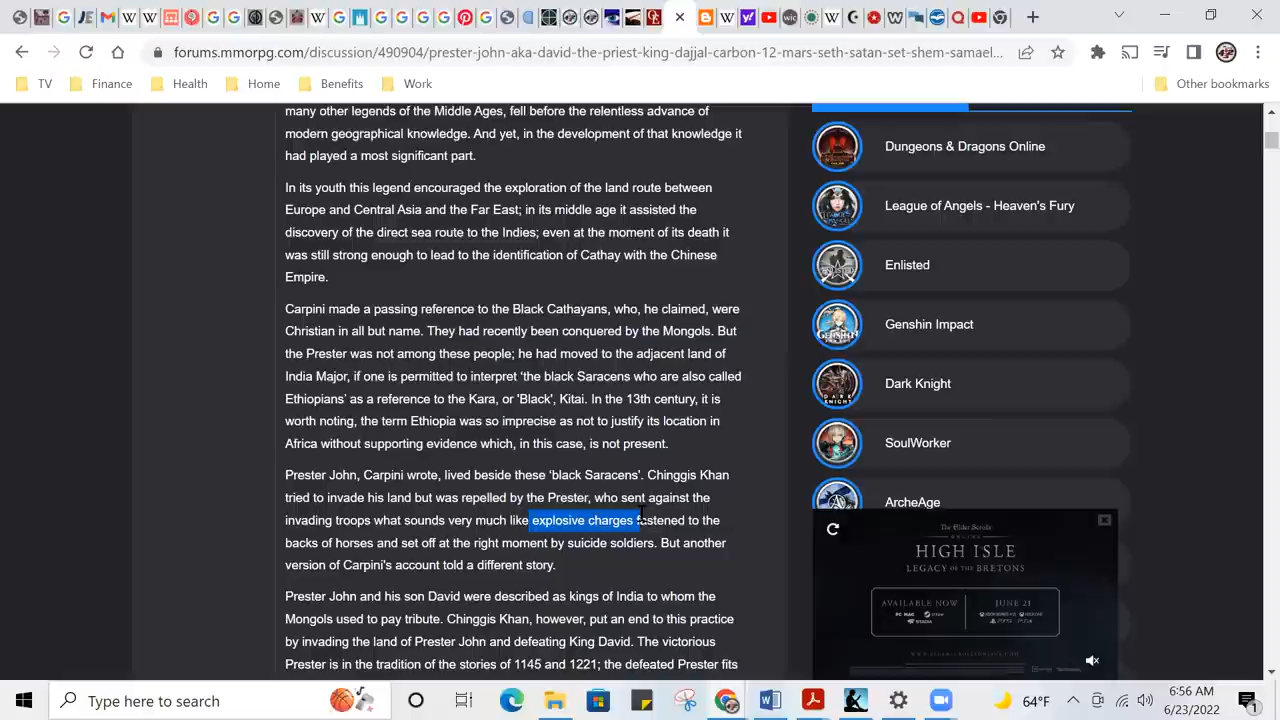 forums.mmorpg.com/discussion/490904/prester-john-aka-david-the-priest-king-dajjal-carbon-12-mars-seth-satan-set-shem-samael...
TV
Finance
Health
Home
Benefits
Work
Other bookmarks
many other legends of the Middle Ages, fell before the relentless advance of
modern geographical knowledge. And yet, in the development of that knowledge it
had played a most significant part.
In its youth this legend encouraged the exploration of the land route between
Europe and Central Asia and the Far East; in its middle age it assisted the
discovery of the direct sea route to the Indies; even at the moment of its death it
was still strong enough to lead to the identification of Cathay with the Chinese
Empire.
Carpini made a passing reference to the Black Cathayans, who, he claimed, were
Christian in all but name. They had recently been conquered by the Mongols. But
the Prester was not among these people; he had moved to the adjacent land of
India Major, if one is permitted to interpret ‘the black Saracens who are also called
Ethiopians’ as a reference to the Kara, or 'Black', Kitai. In the 13th century, it is
worth noting, the term Ethiopia was so imprecise as not to justify its location in
Africa without supporting evidence which, in this case, is not present.
Prester John, Carpini wrote, lived beside these ‘black Saracens’. Chinggis Khan
tried to invade his land but was repelled by the Prester, who sent against the
invading troops what sounds very much like explosive charges fastened to the
backs of horses and set off at the right moment by suicide soldiers. But another
version of Carpini's account told a different story.
Prester John and his son David were described as kings of India to whom the
Mongols used to pay tribute. Chinggis Khan, however, put an end to this practice
by invading the land of Prester John and defeating King David. The victorious
Prester is in the tradition of the stories of 1145 and 1221; the defeated Prester fits
Dungeons & Dragons Online
League of Angels - Heaven's Fury
Enlisted
Genshin Impact
Dark Knight
SoulWorker
ArcheAge
The Elder Scrolls
HIGH ISLE
LEGACY OF THE BRETONS
AVAILABLE NOW
JUNE 21
Type here to search
64°F
6:56 AM
6/23/2022